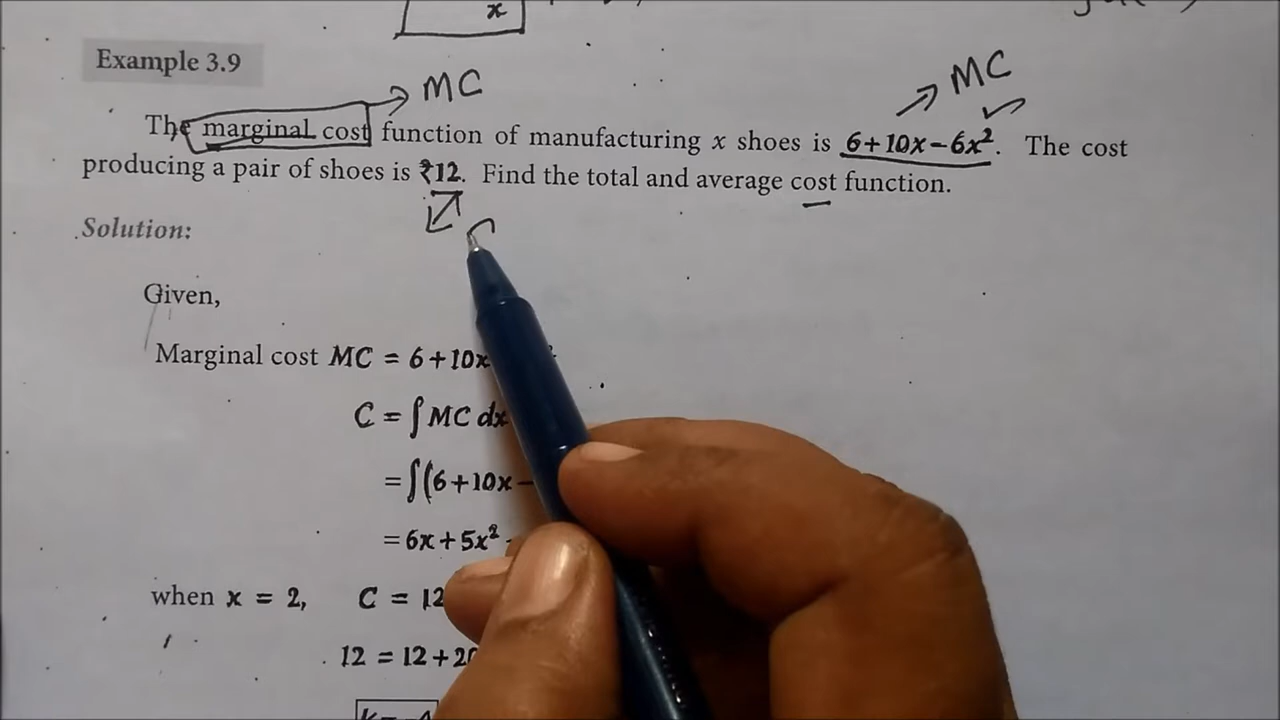 x
Example 3.9
MC
MC
The marginal cost function of manufacturing x shoes is 6+10x−6x². The cost
producing a pair of shoes is ₹12. Find the total and average cost function.
Solution:
Given,
Marginal cost MC = 6+10x
C = ∫ MC dx
= ∫(6+10x −
= 6x+5x²
when x = 2, C = 12
12 = 12+20